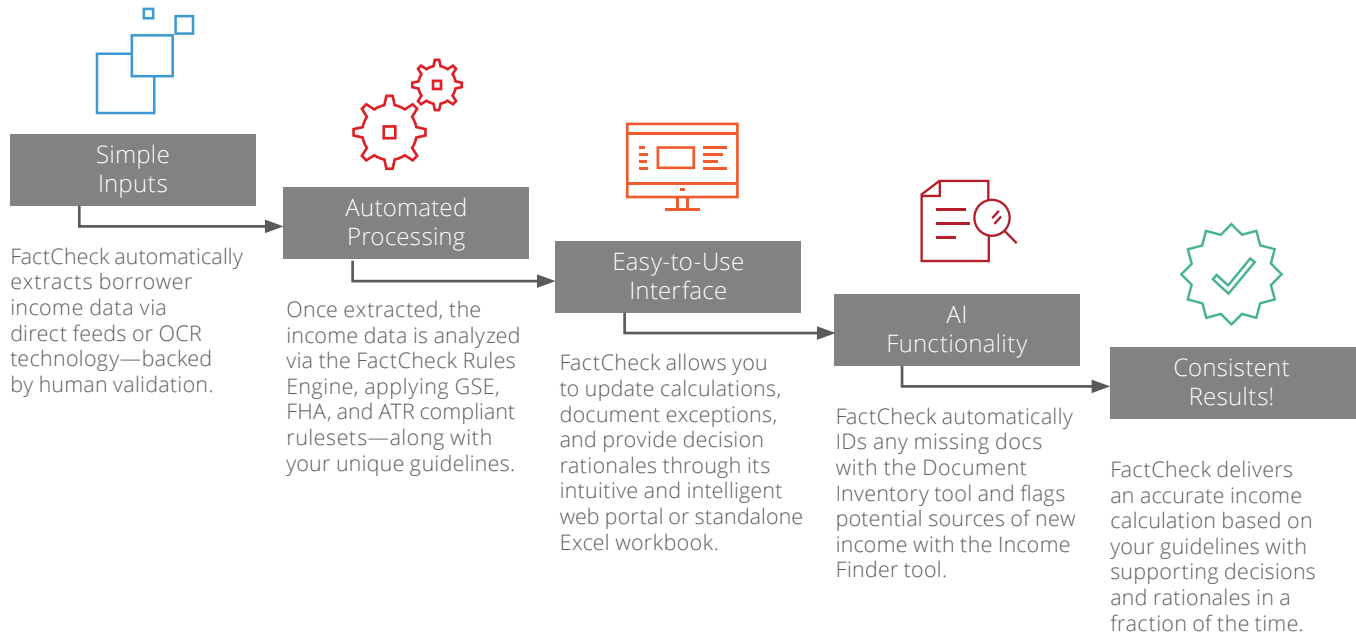 Simple
Inputs
FactCheck automatically
extracts borrower
income data via
direct feeds or OCR
technology—backed
by human validation.
Automated
Processing
Once extracted, the
income data is analyzed
via the FactCheck Rules
Engine, applying GSE,
FHA, and ATR compliant
rulesets—along with
your unique guidelines.
Easy-to-Use
Interface
FactCheck allows you
to update calculations,
document exceptions,
and provide decision
rationales through its
intuitive and intelligent
web portal or standalone
Excel workbook.
AI
Functionality
FactCheck automatically
IDs any missing docs
with the Document
Inventory tool and flags
potential sources of new
income with the Income
Finder tool.
Consistent
Results!
FactCheck delivers
an accurate income
calculation based on
your guidelines with
supporting decisions
and rationales in a
fraction of the time.